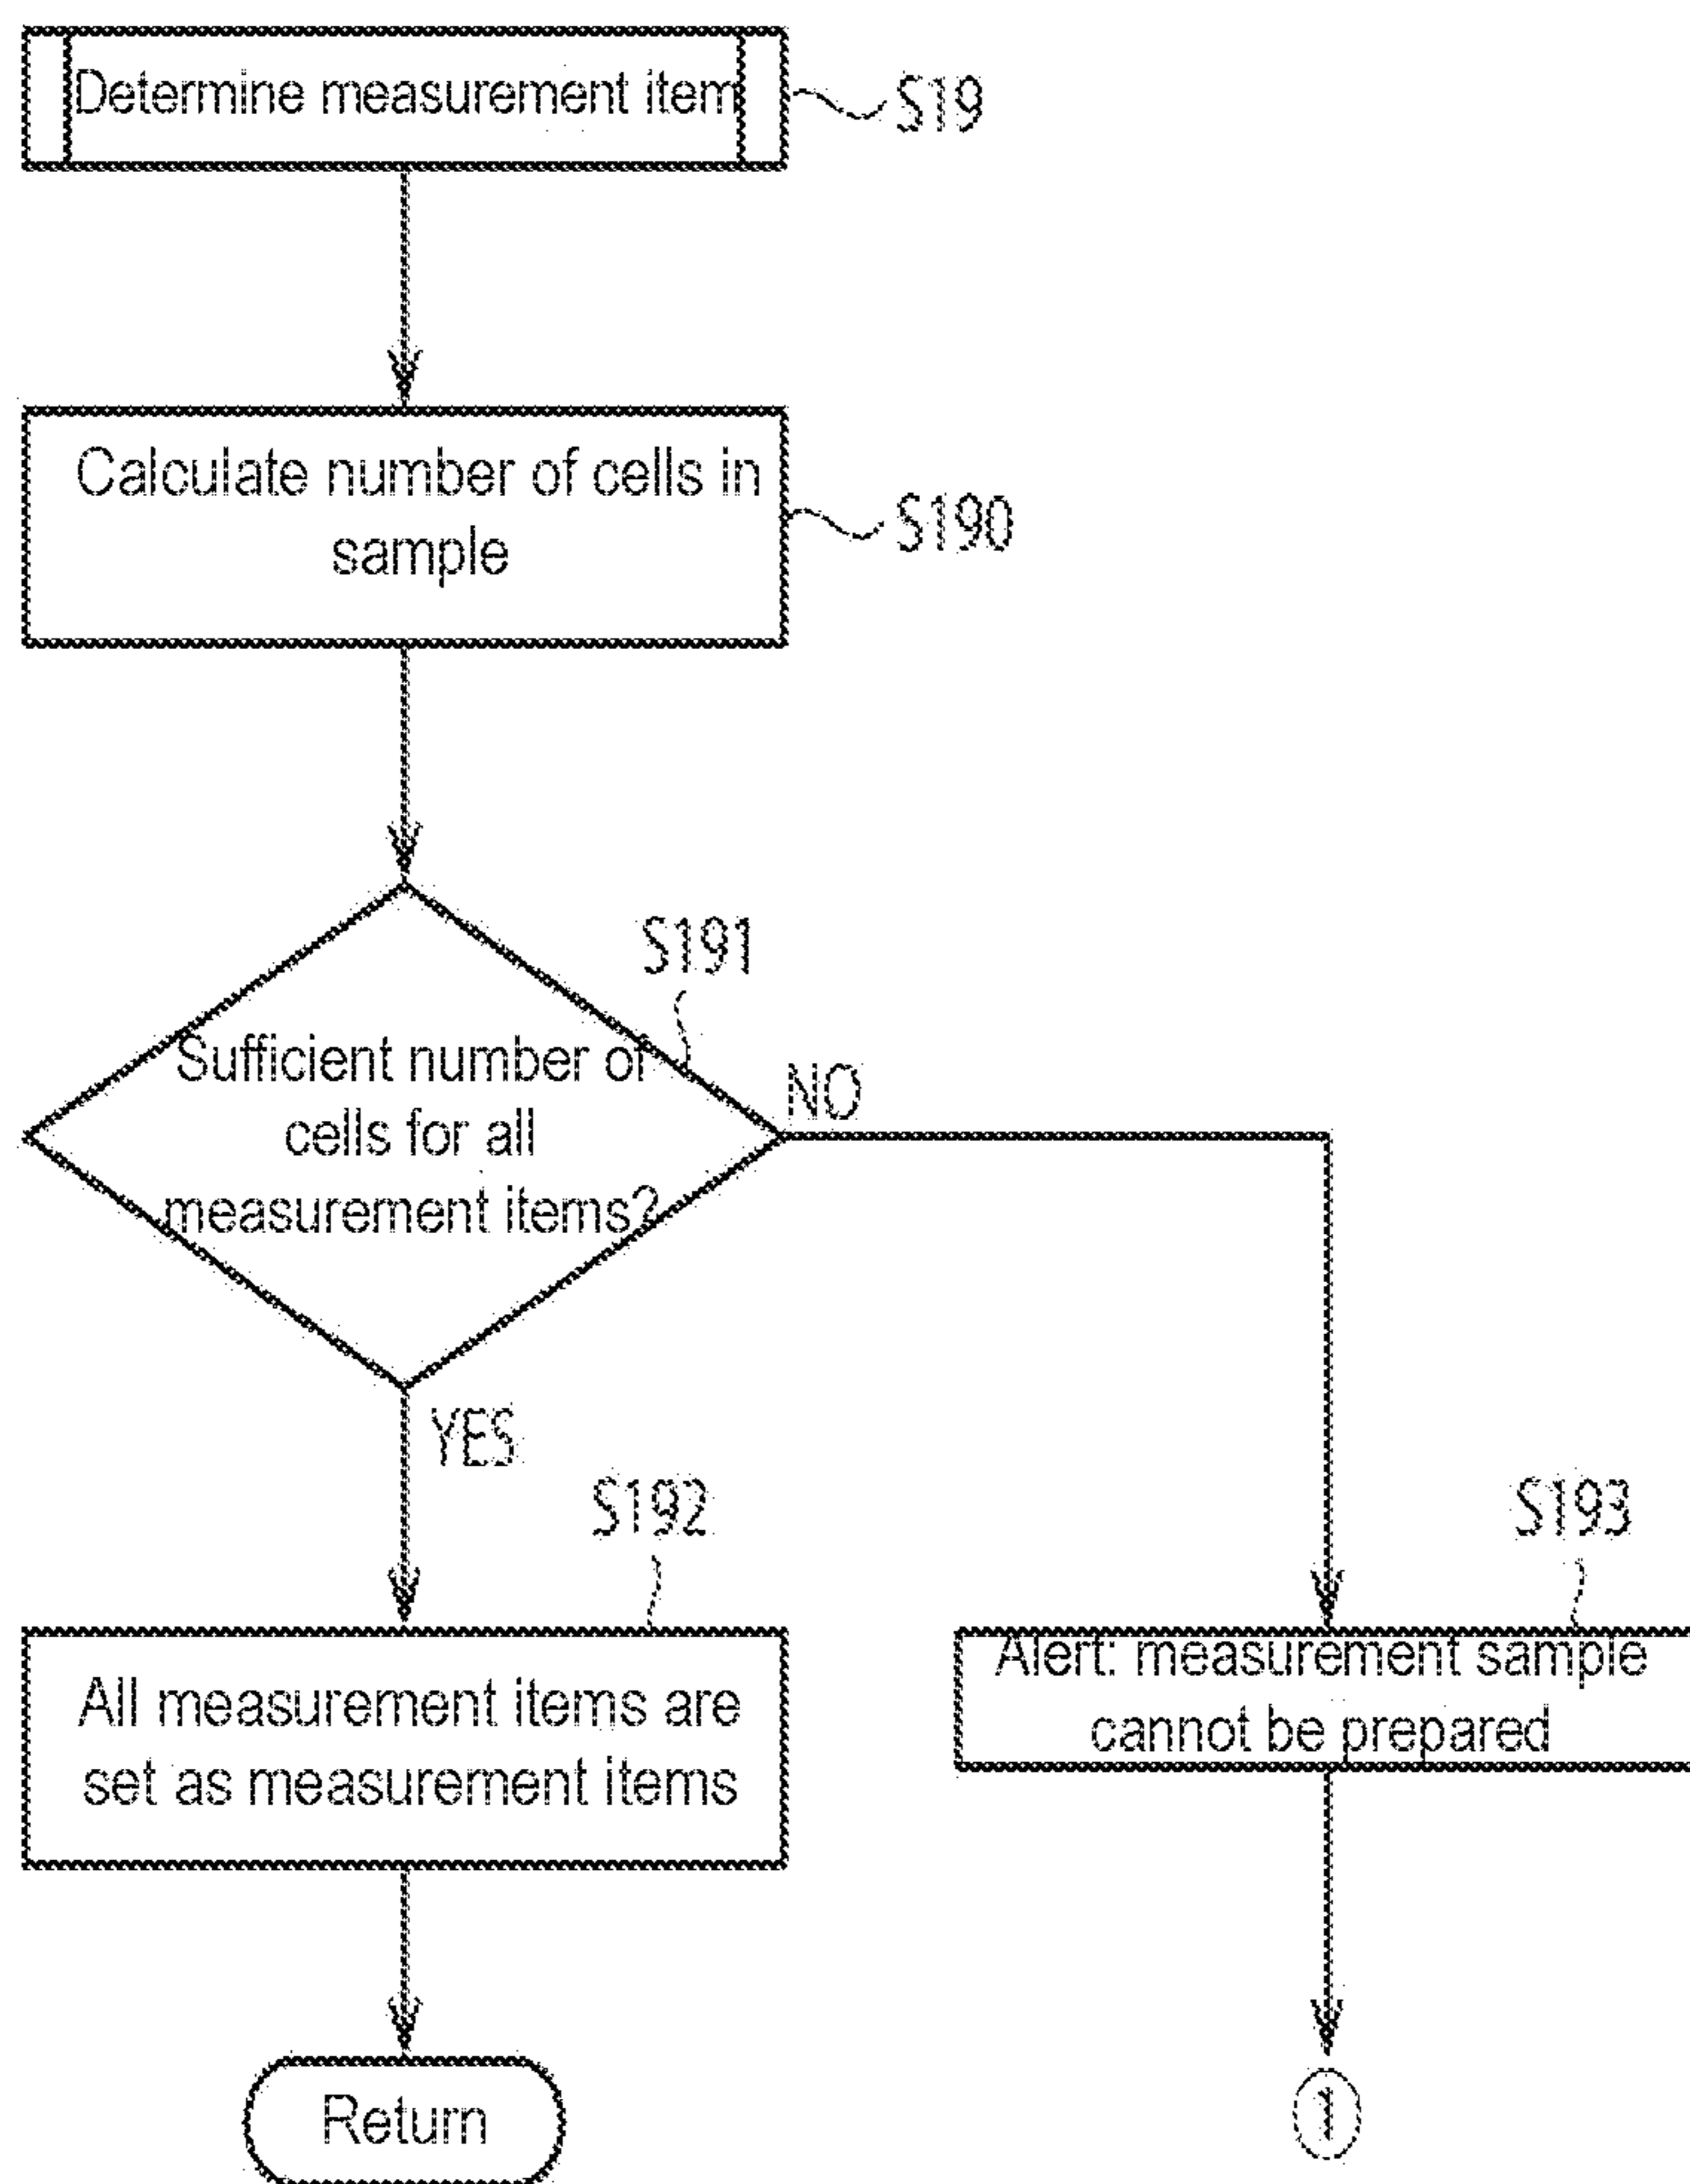 Determine measurement item
S19
Calculate number of cells in
sample
S190
S191
Sufficient number of
cells for all
measurement items?
NO
YES
S192
All measurement items are
set as measurement items
S193
Alert: measurement sample
cannot be prepared
Return
1